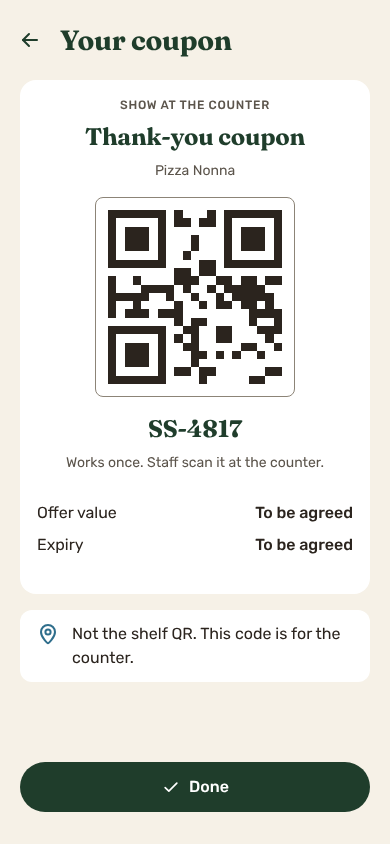 Your coupon
SHOW AT THE COUNTER
Thank-you coupon
Pizza Nonna
SS-4817
Works once. Staff scan it at the counter.
Offer value To be agreed
Expiry To be agreed
Not the shelf QR. This code is for the
counter.
Done